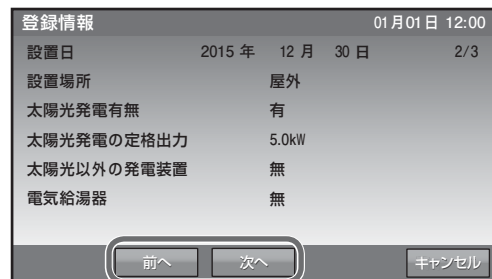 登録情報 01月01日 12:00
設置日 2015 年 12 月 30 日 2/3
設置場所 屋外
太陽光発電有無 有
太陽光発電の定格出力 5.0kW
太陽光以外の発電装置 無
電気給湯器 無
前へ 次へ キャンセル